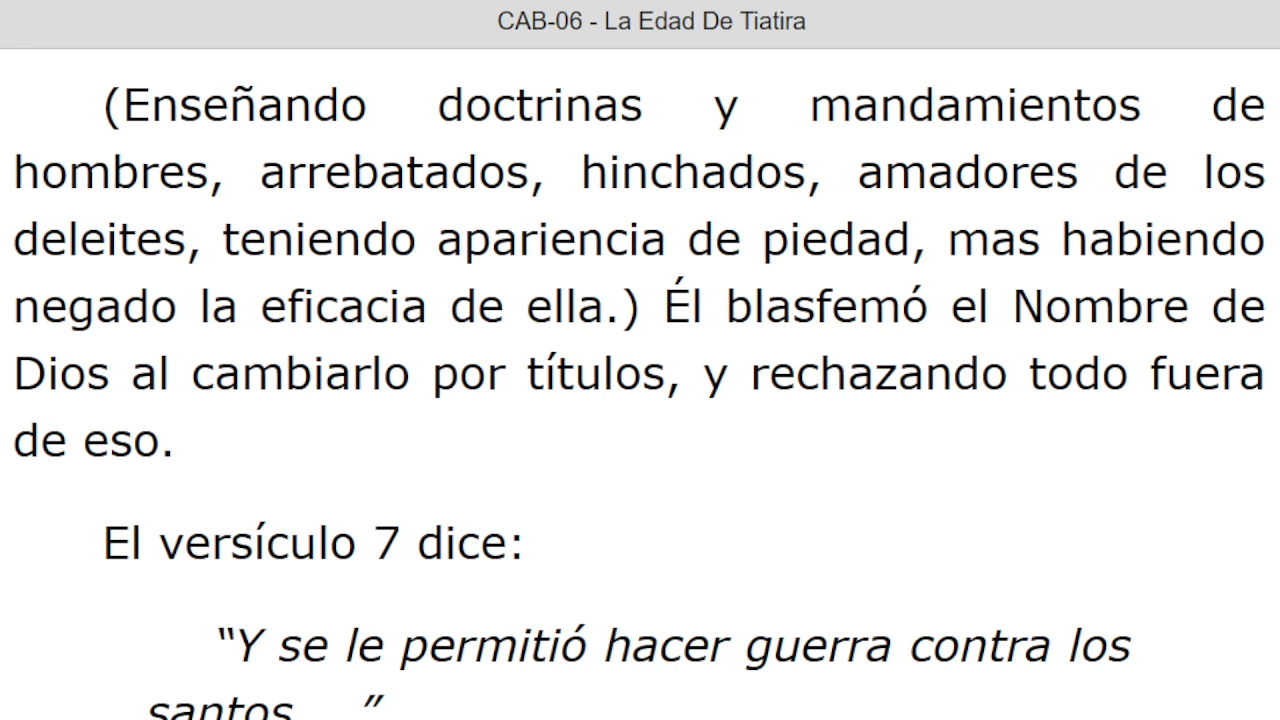 CAB-06 - La Edad De Tiatira
(Enseñando doctrinas y mandamientos de
hombres, arrebatados, hinchados, amadores de los
deleites, teniendo apariencia de piedad, mas habiendo
negado la eficacia de ella.) Él blasfemó el Nombre de
Dios al cambiarlo por títulos, y rechazando todo fuera
de eso.
El versículo 7 dice:
“Y se le permitió hacer guerra contra los
santos...”